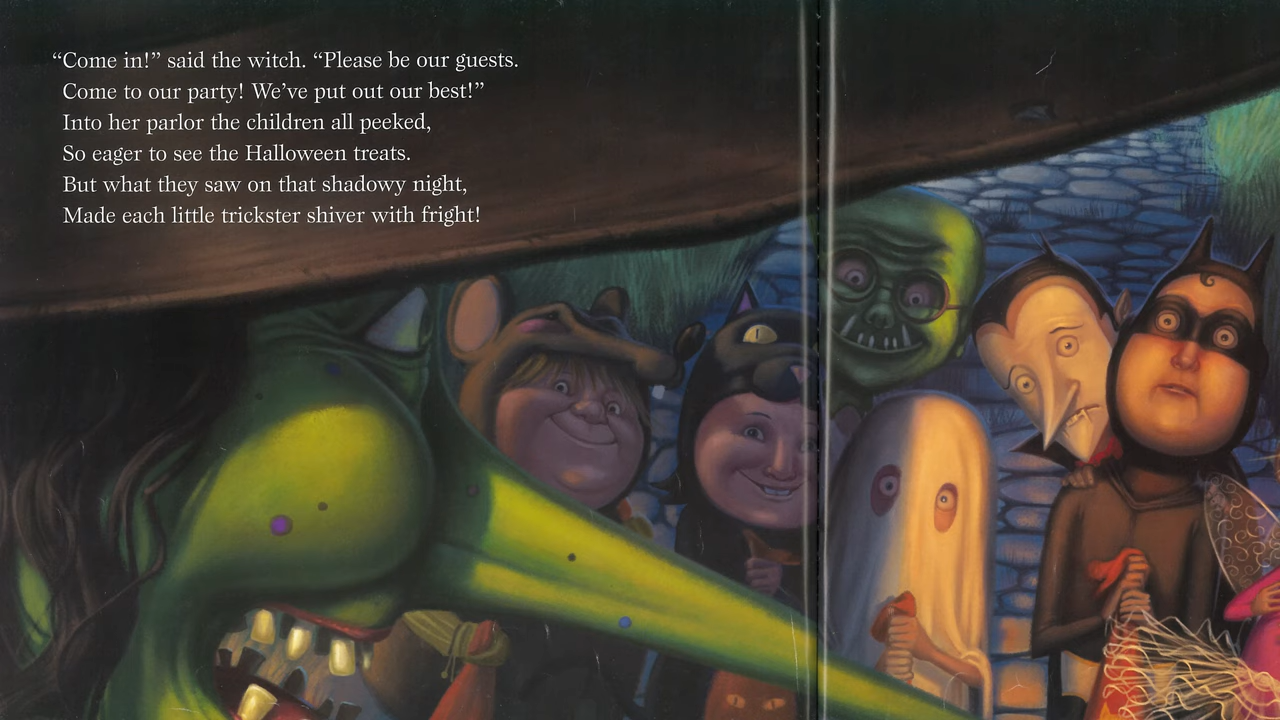 “Come in!” said the witch. “Please be our guests.
Come to our party! We’ve put out our best!”
Into her parlor the children all peeked,
So eager to see the Halloween treats.
But what they saw on that shadowy night,
Made each little trickster shiver with fright!